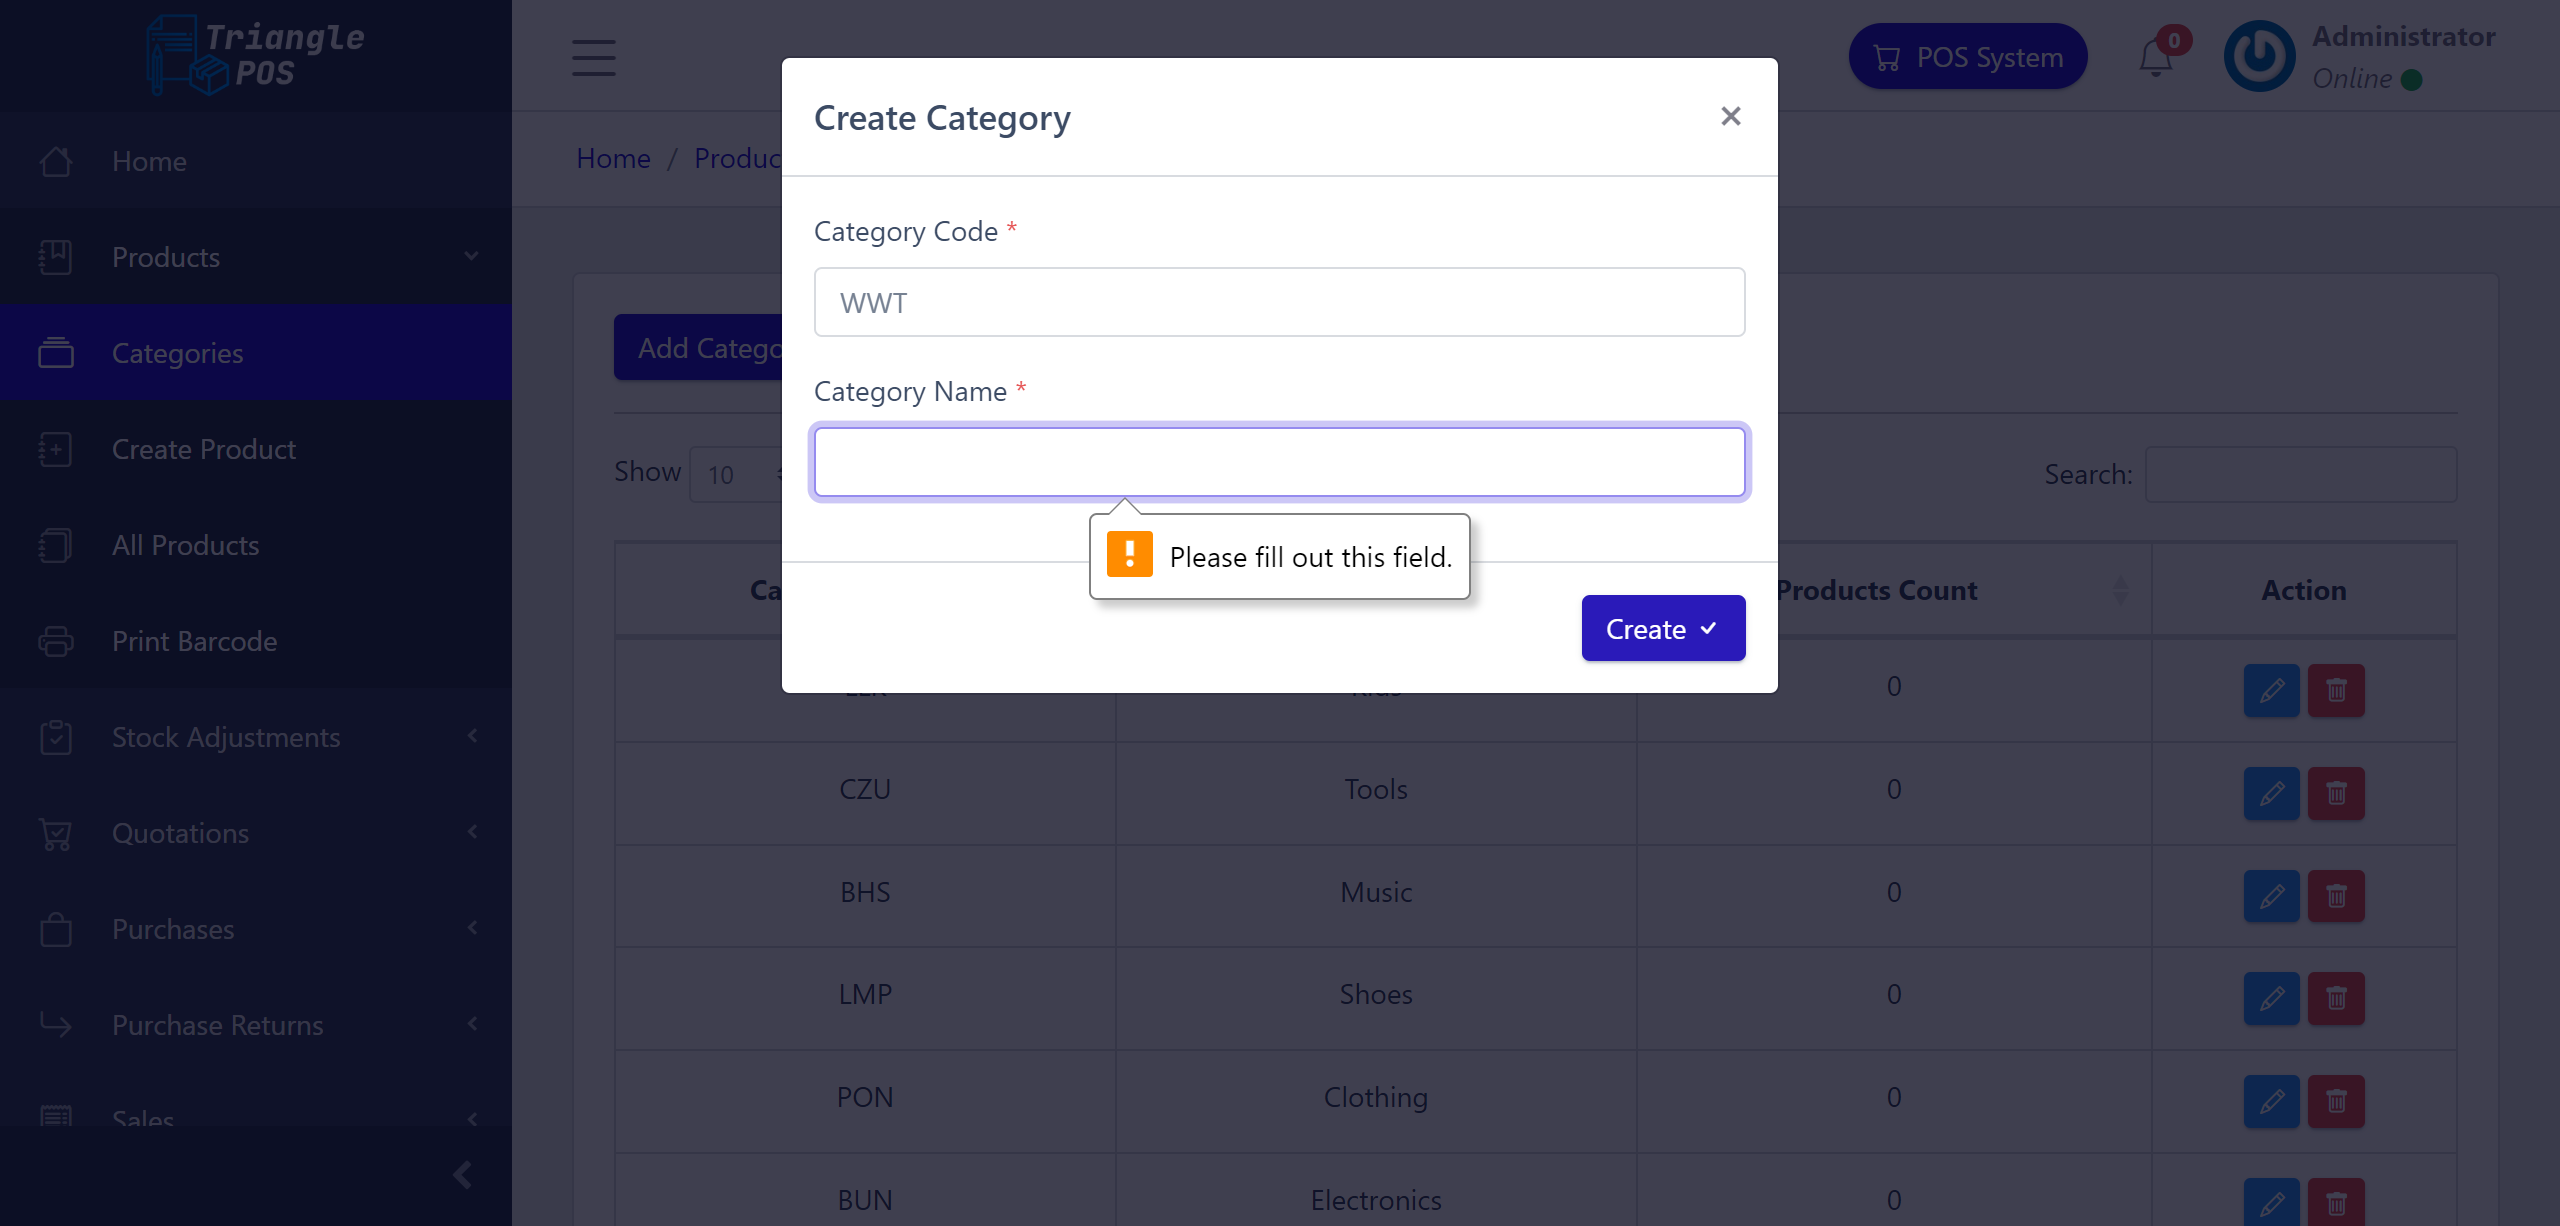 Triangle
POS
Home
Products
Categories
Create Product
All Products
Print Barcode
Stock Adjustments
Quotations
Purchases
Purchase Returns
Sales
POS System
0
Administrator
Online
Home / Produc
Add Catego
Show 10
Search:
Create Category
Category Code *
WWT
Category Name *
Please fill out this field.
Create
Ca
Products Count
Action
0
CZU Tools 0
BHS Music 0
LMP Shoes 0
PON Clothing 0
BUN Electronics 0